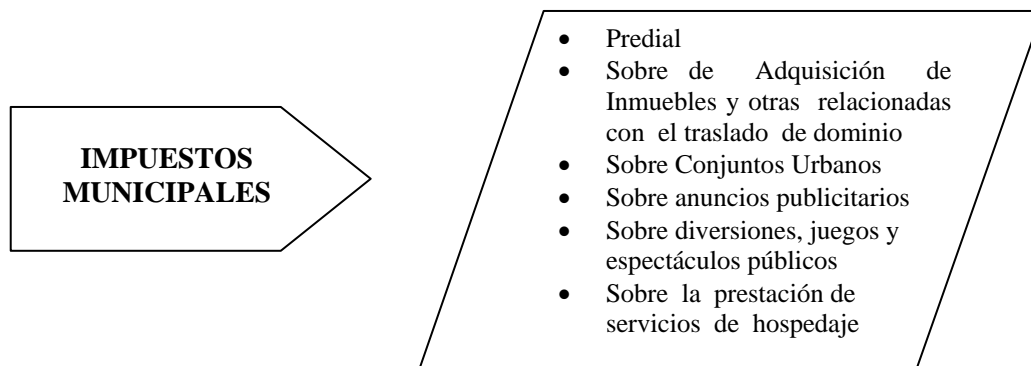 IMPUESTOS
MUNICIPALES
• Predial
• Sobre de Adquisición de
Inmuebles y otras relacionadas
con el traslado de dominio
• Sobre Conjuntos Urbanos
• Sobre anuncios publicitarios
• Sobre diversiones, juegos y
espectáculos públicos
• Sobre la prestación de
servicios de hospedaje